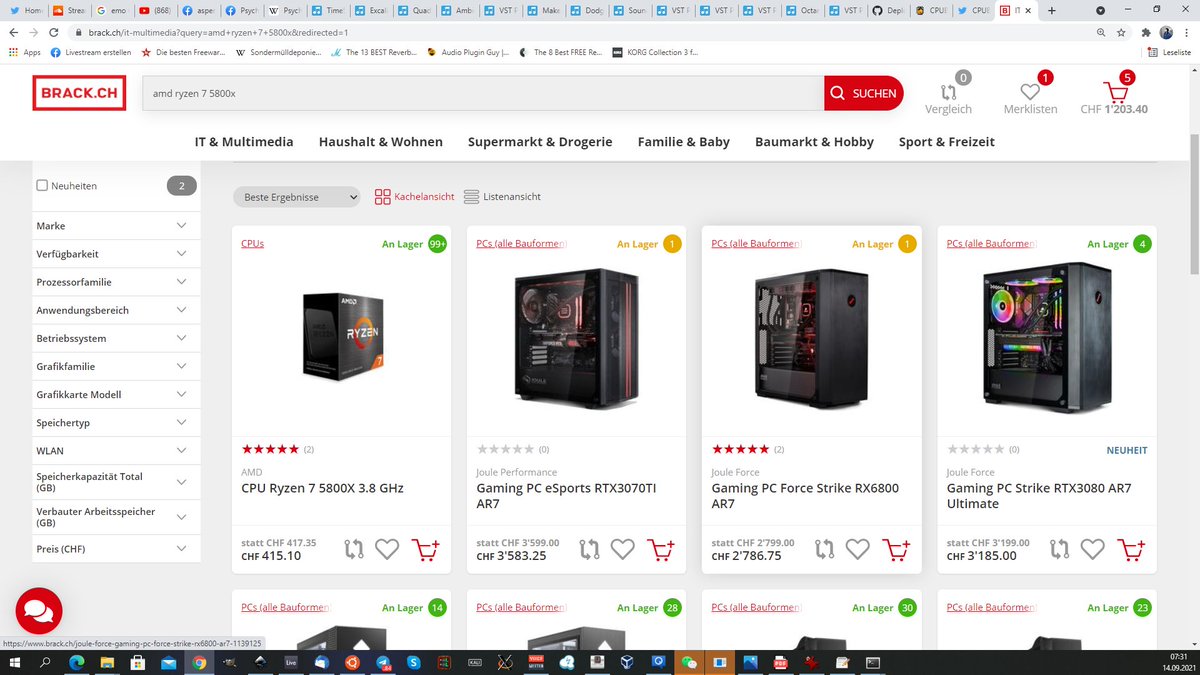 Home
Strea
emo
(868)
asper
Psych
Psych
Time1
Excali
Quad
Ambi
VST P
Make
Dodg
Soun
VST P
VST P
VST P
Octar
VST P
Deplo
CPUE
CPUE
IT
brack.ch/it-multimedia?query=amd+ryzen+7+5800x&redirected=1
Apps
Livestream erstellen
Die besten Freewar...
Sondermülldeponie...
The 13 BEST Reverb...
Audio Plugin Guy |...
The 8 Best FREE Re...
KORG Collection 3 f...
Leseliste
BRACK.CH
amd ryzen 7 5800x
SUCHEN
0
Vergleich
1
Merklisten
5
CHF 1'203.40
IT & Multimedia
Haushalt & Wohnen
Supermarkt & Drogerie
Familie & Baby
Baumarkt & Hobby
Sport & Freizeit
Neuheiten
2
Marke
Verfügbarkeit
Prozessorfamilie
Anwendungsbereich
Betriebssystem
Grafikfamilie
Grafikkarte Modell
Speichertyp
WLAN
Speicherkapazität Total
(GB)
Verbauter Arbeitsspeicher
(GB)
Preis (CHF)
Beste Ergebnisse
Kachelansicht
Listenansicht
CPUs
An Lager 99+
AMD
RYZEN
7
(2)
AMD
CPU Ryzen 7 5800X 3.8 GHz
statt CHF 417.35
CHF 415.10
PCs (alle Bauformen)
An Lager 1
(0)
Joule Performance
Gaming PC eSports RTX3070TI
AR7
statt CHF 3'599.00
CHF 3'583.25
PCs (alle Bauformen)
An Lager 1
(2)
Joule Force
Gaming PC Force Strike RX6800
AR7
statt CHF 2'799.00
CHF 2'786.75
PCs (alle Bauformen)
An Lager 4
(0)
NEUHEIT
Joule Force
Gaming PC Strike RTX3080 AR7
Ultimate
statt CHF 3'199.00
CHF 3'185.00
PCs (alle Bauformen)
An Lager 14
PCs (alle Bauformen)
An Lager 28
PCs (alle Bauformen)
An Lager 30
PCs (alle Bauformen)
An Lager 23
https://www.brack.ch/joule-force-gaming-pc-force-strike-rx6800-ar7-1139125
Live
07:31
14.09.2021